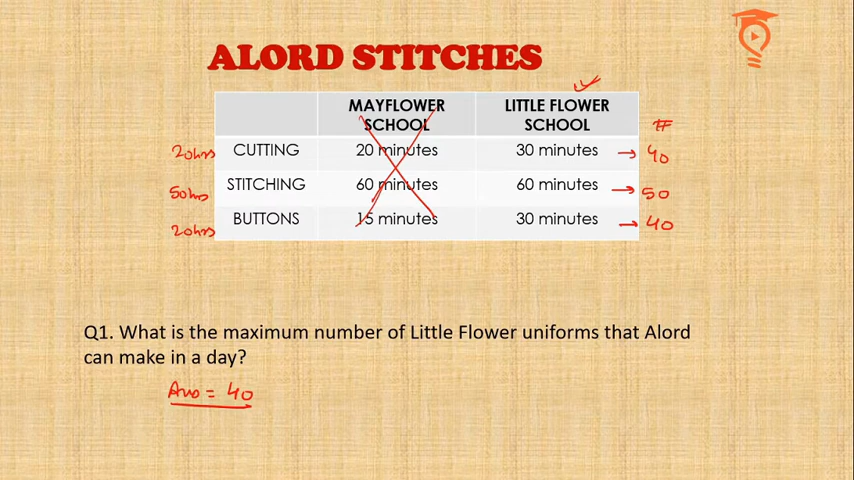 ALORD STITCHES
MAYFLOWER SCHOOL LITTLE FLOWER SCHOOL #
20hrs CUTTING 20 minutes 30 minutes → 40
50hrs STITCHING 60 minutes 60 minutes → 50
20hrs BUTTONS 15 minutes 30 minutes → 40
Q1. What is the maximum number of Little Flower uniforms that Alord
can make in a day?
Ans = 40